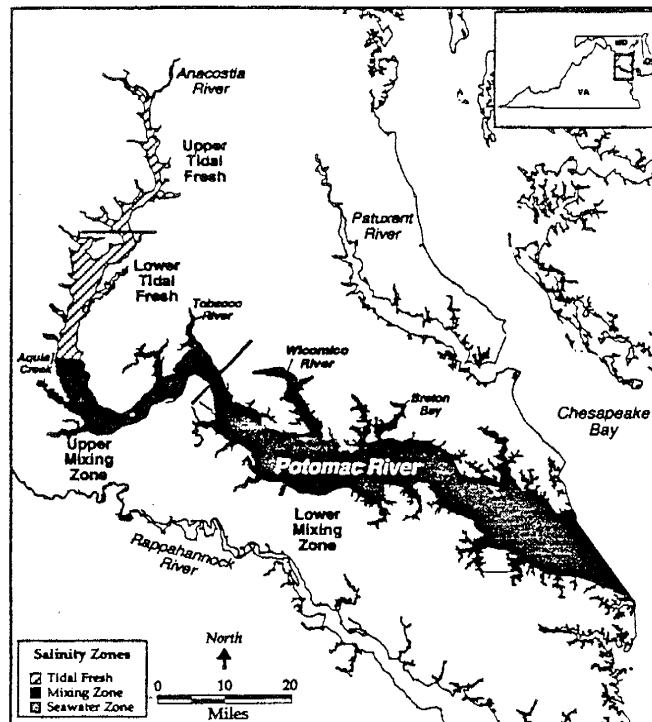 Anacostia
River
MD
VA
Upper
Tidal
Fresh
Patuxent
River
Lower
Tidal
Fresh
Tobacco
River
Aquia
Creek
Wicomico
River
Breton
Bay
Chesapeake
Bay
Upper
Mixing
Zone
Potomac River
Lower
Mixing
Zone
Rappahannock
River
Salinity Zones
Tidal Fresh
Mixing Zone
Seawater Zone
North
0 10 20
Miles